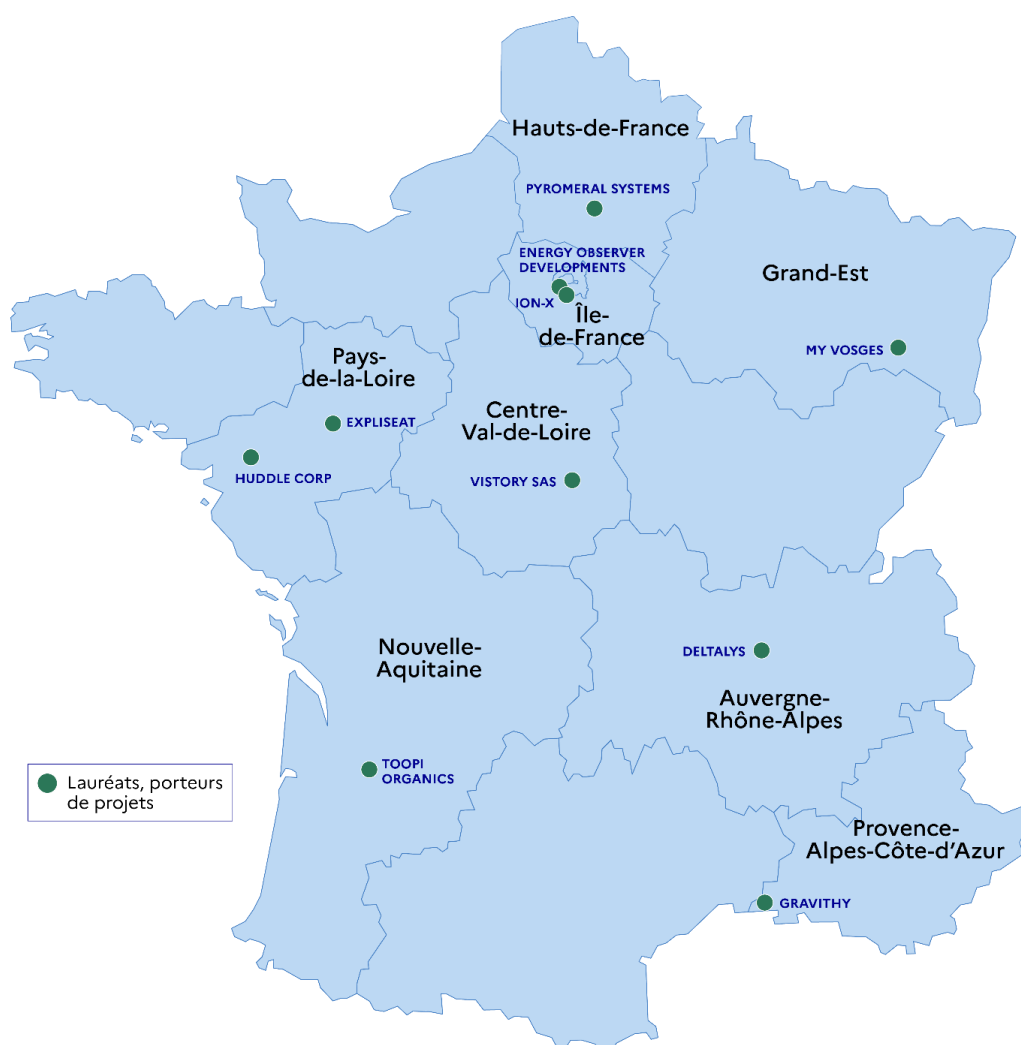 Hauts-de-France
PYROMERAL SYSTEMS
ENERGY OBSERVER
DEVELOPMENTS
ION-X
Île-
de-France
Grand-Est
MY VOSGES
Pays-
de-la-Loire
EXPLISEAT
HUDDLE CORP
Centre-
Val-de-Loire
VISTORY SAS
Nouvelle-
Aquitaine
DELTALYS
Auvergne-
Rhône-Alpes
TOOPI
ORGANICS
Lauréats, porteurs
de projets
Provence-
Alpes-Côte-d'Azur
GRAVITHY